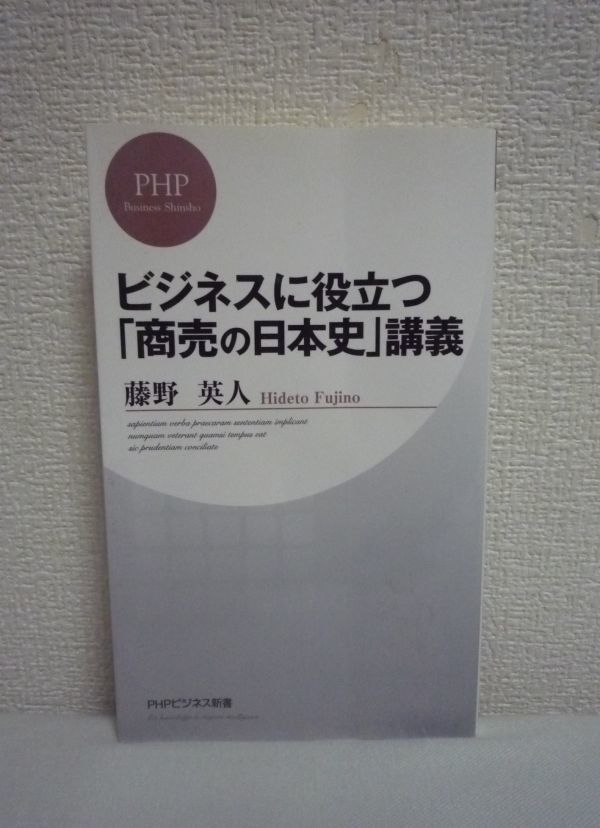 PHP
Business Shinsho
ビジネスに役立つ
「商売の日本史」講義
藤野 英人 Hideto Fujino
sapientium verba praecaram sententiam implicant
numquam veterant quamsi tempus eat
sic prudentiam conciliate
PHPビジネス新書